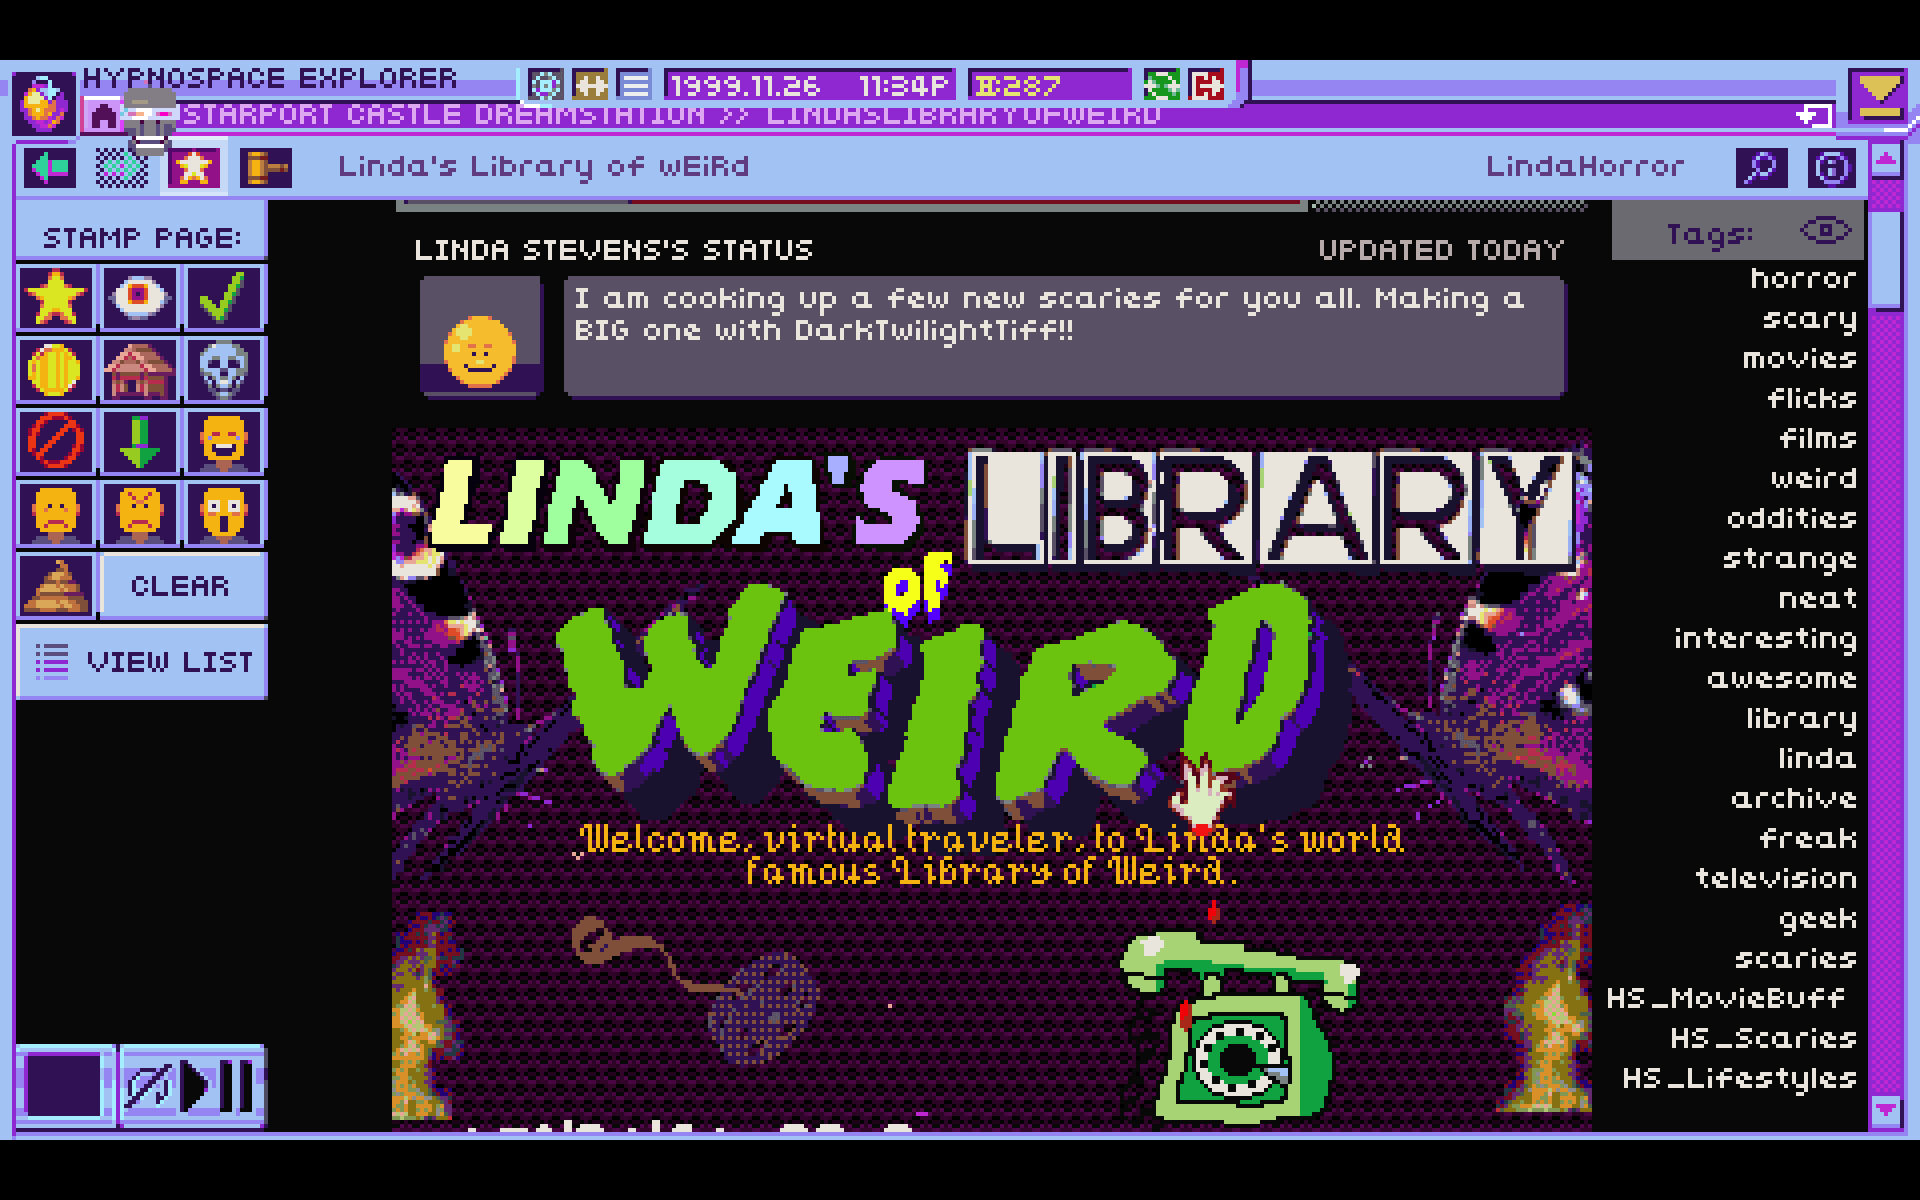 HYPNOSPACE EXPLORER
1999.11.26 11:34P
287
STARPORT CASTLE DREAMSTATION >> LINDASLIBRARYOFWEIRD
Linda's Library of wEiRd
LindaHorror
STAMP PAGE:
CLEAR
VIEW LIST
LINDA STEVENS'S STATUS
UPDATED TODAY
I am cooking up a few new scaries for you all. Making a
BIG one with DarkTwilightTiff!!
LINDA'S LIBRARY
of
WEIRD
Welcome, virtual traveler, to Linda's world
famous Library of Weird.
Tags:
horror
scary
movies
flicks
films
weird
oddities
strange
neat
interesting
awesome
library
linda
archive
freak
television
geek
scaries
HS_MovieBuff
HS_Scaries
HS_Lifestyles